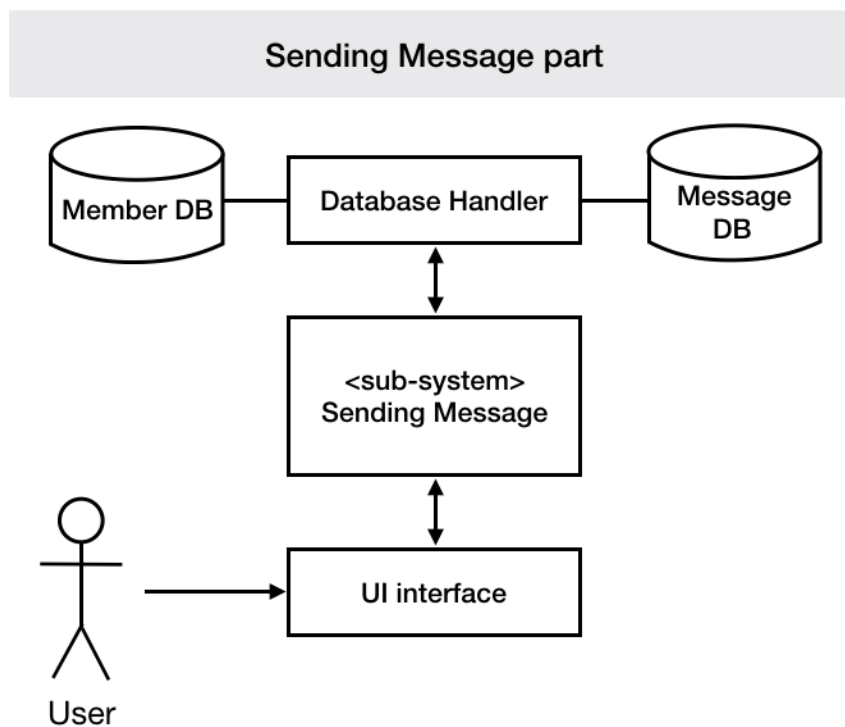 Sending Message part
Member DB
Database Handler
Message
DB
<sub-system>
Sending Message
UI interface
User